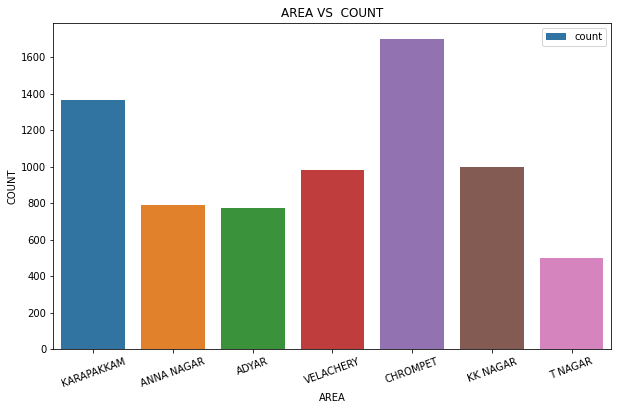 AREA VS  COUNT
count
COUNT
1600
1400
1200
1000
800
600
400
200
0
KARAPAKKAM
ANNA NAGAR
ADYAR
VELACHERY
CHROMPET
KK NAGAR
T NAGAR
AREA